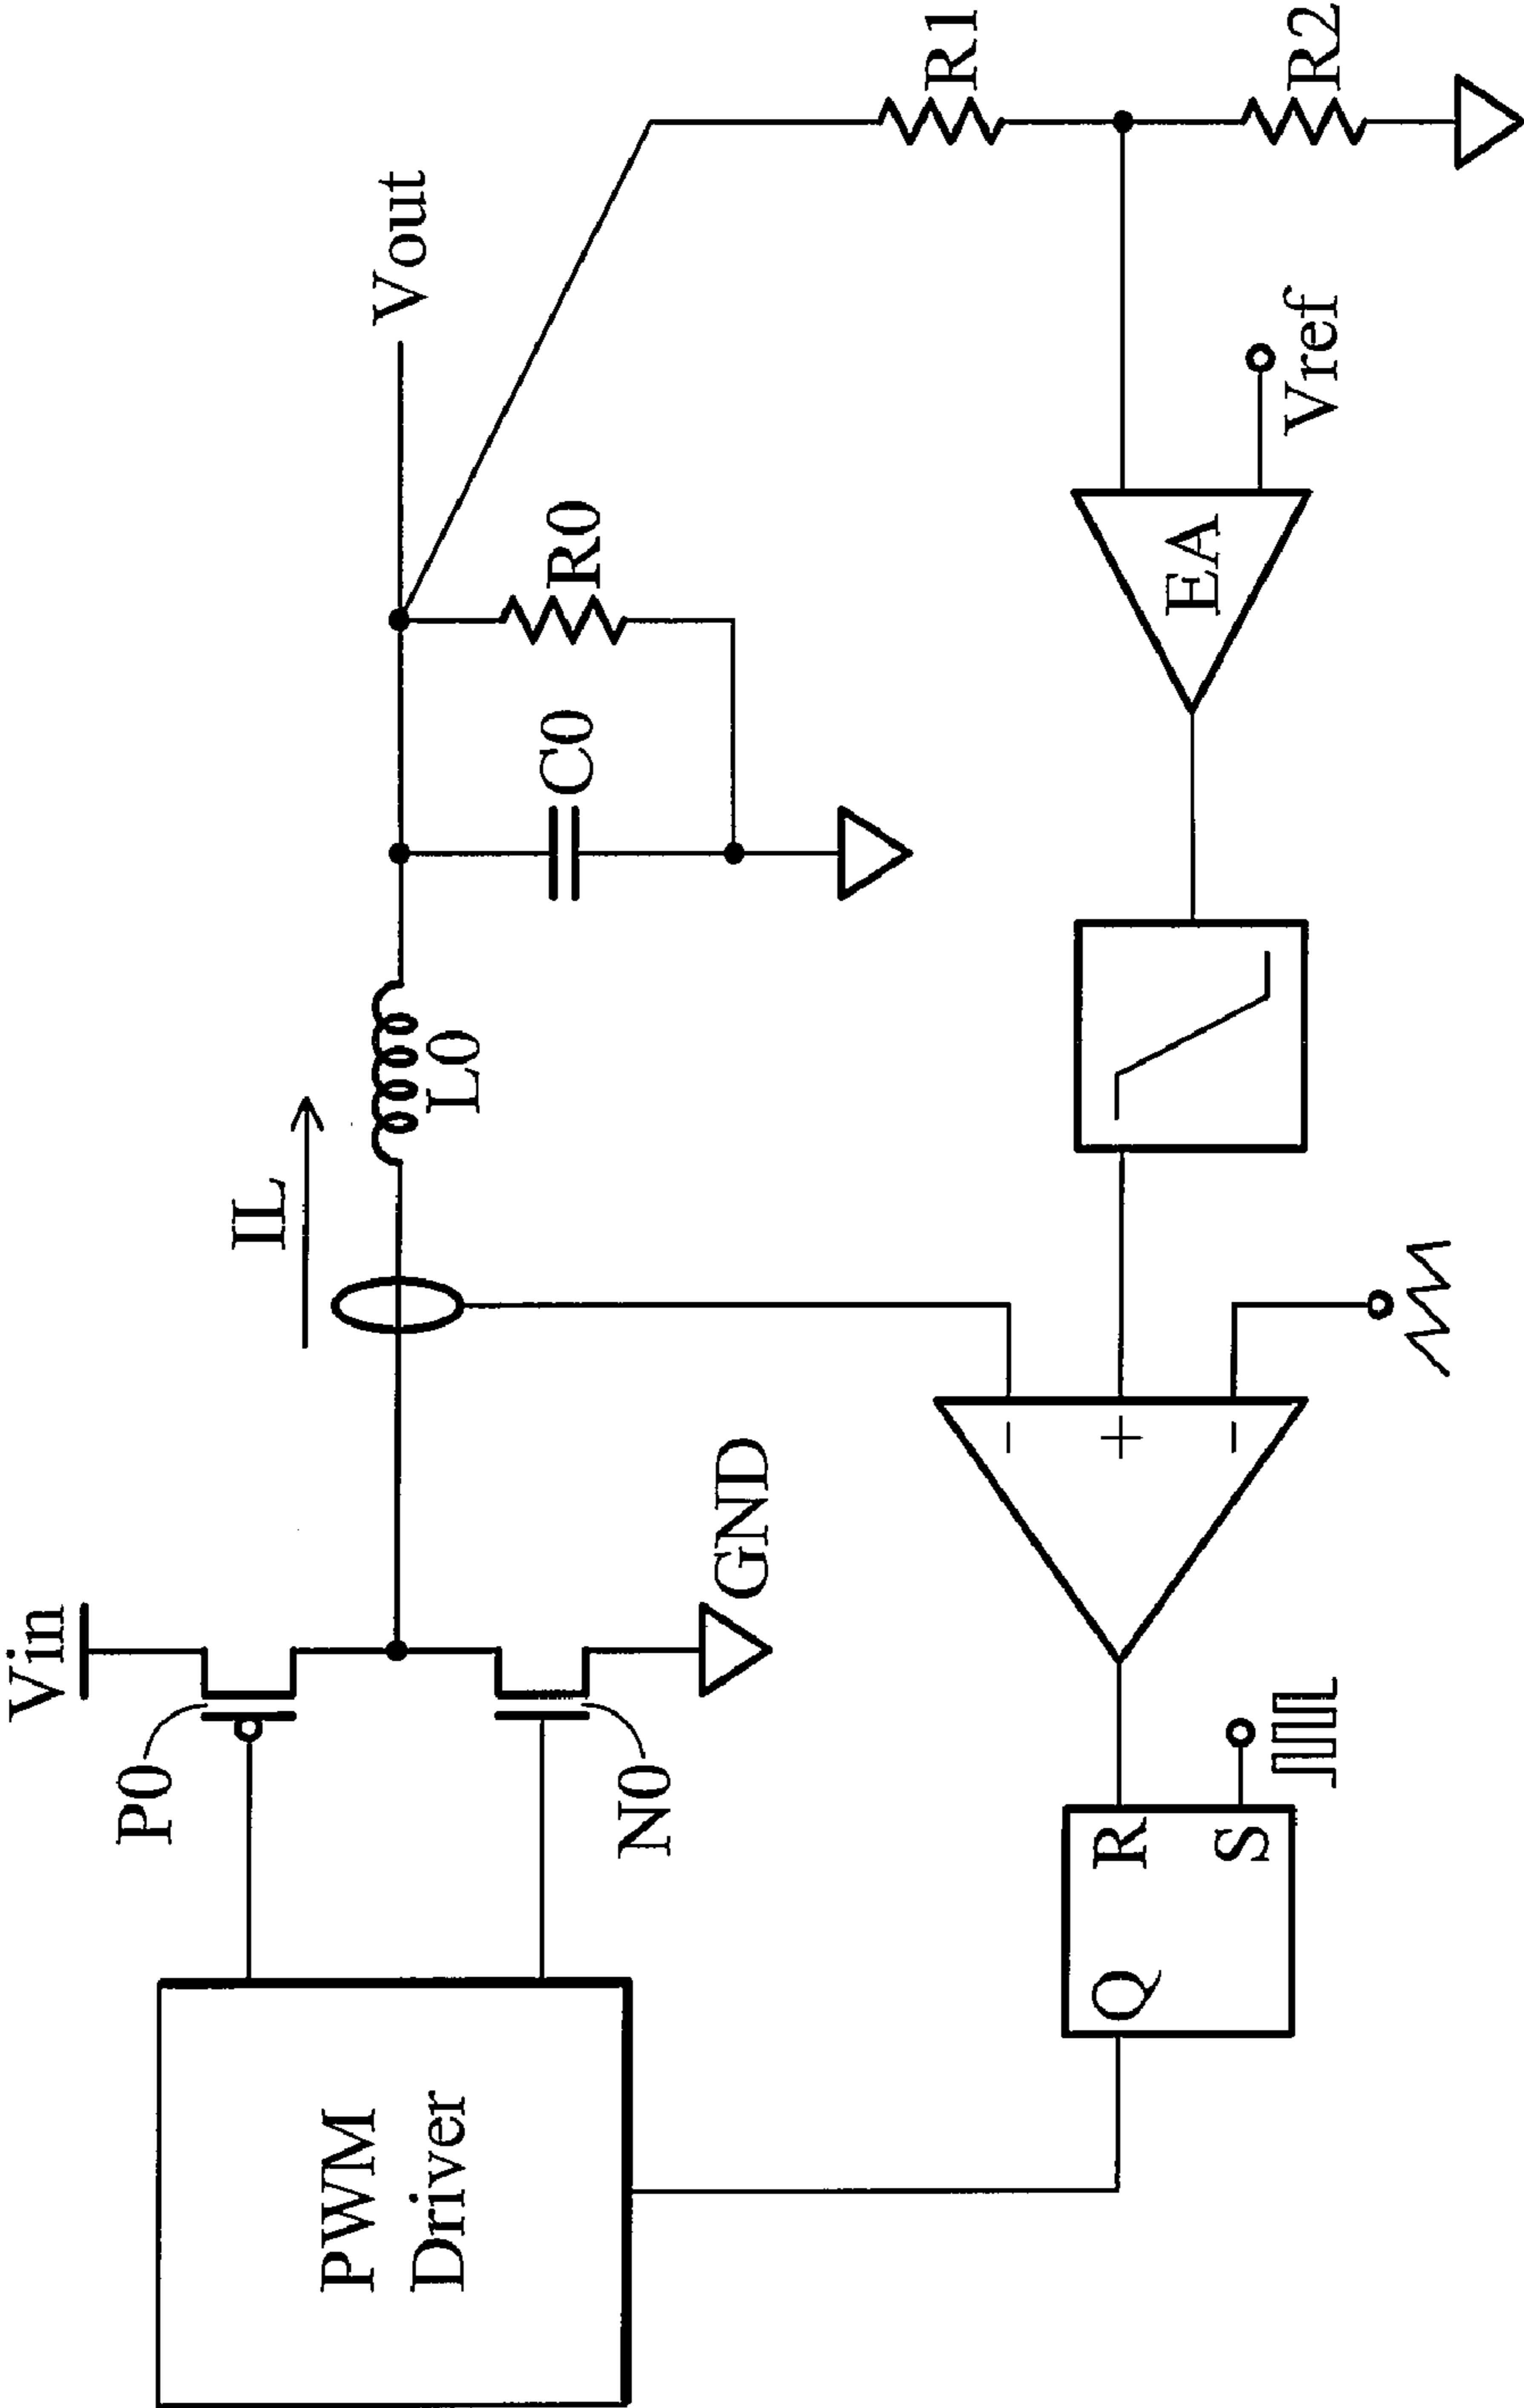 Vin
P0
N0
GND
PWM
Driver
IL
L0
C0
R0
Vout
R1
R2
Vref
EA
-
+
-
Q
R
S